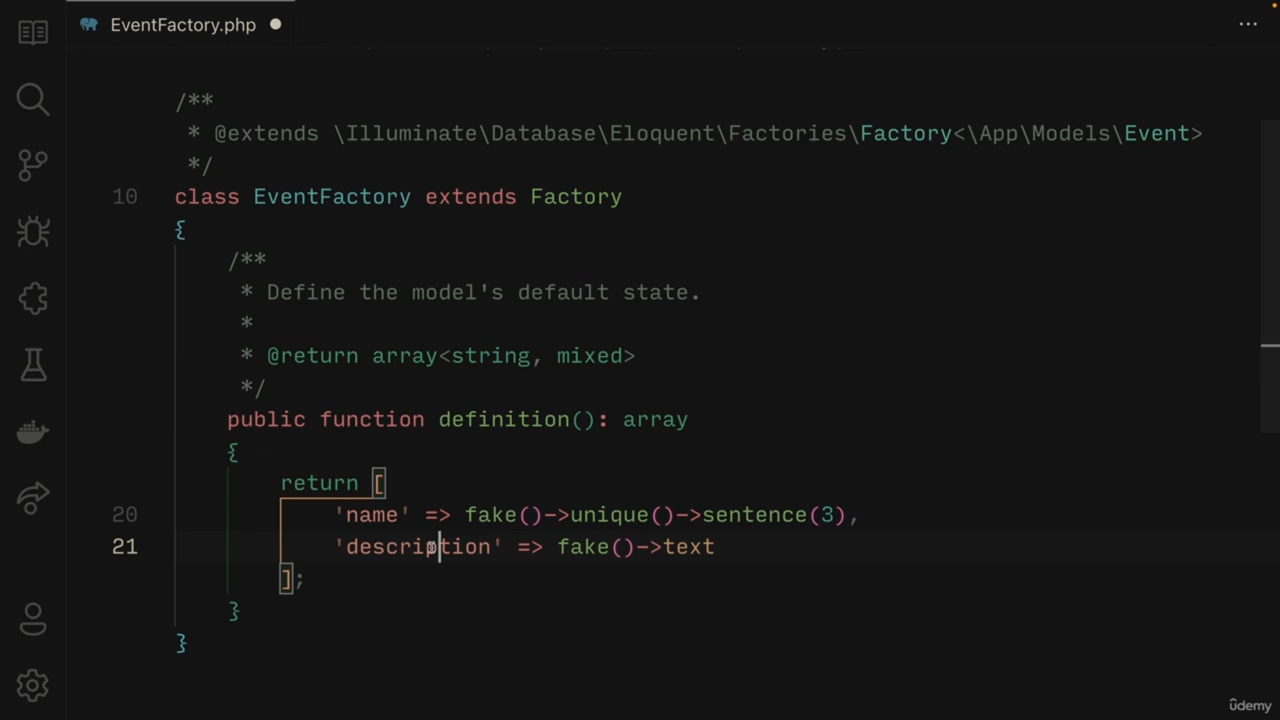 EventFactory.php
/**
* @extends \Illuminate\Database\Eloquent\Factories\Factory<\App\Models\Event>
*/
10 class EventFactory extends Factory
{
/**
* Define the model's default state.
*
* @return array<string, mixed>
*/
public function definition(): array
{
return [
20 'name' => fake()->unique()->sentence(3),
21 'description' => fake()->text
];
}
}
ûdemy